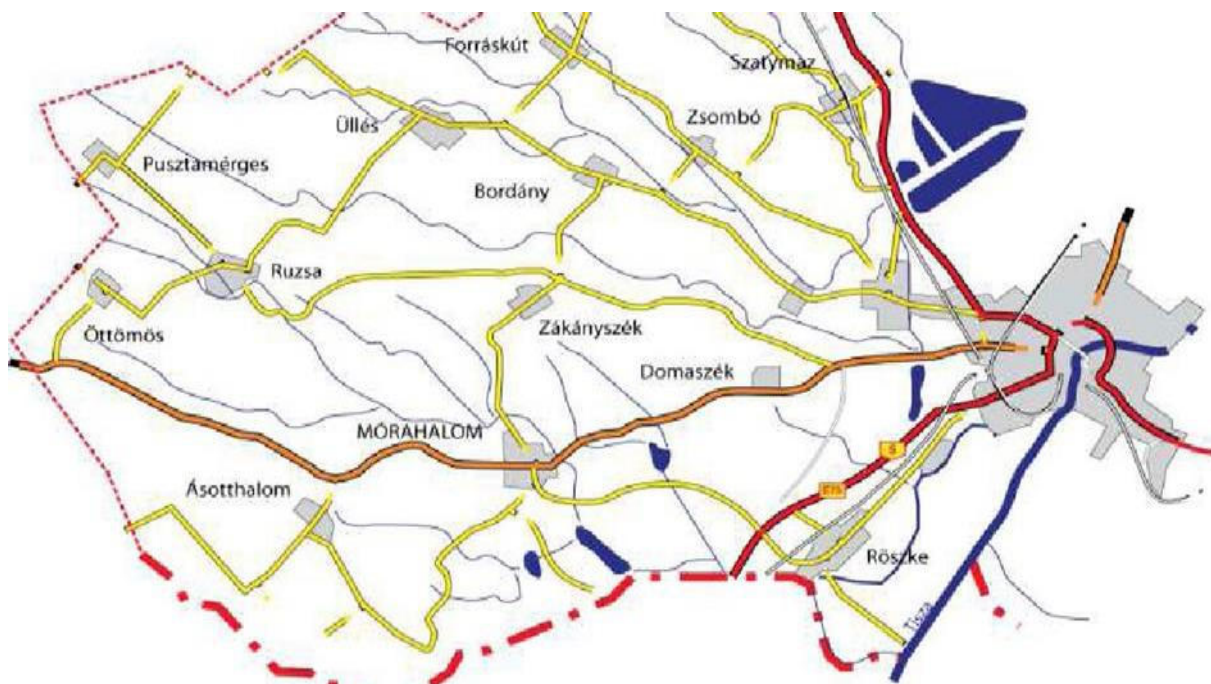 Forráskút
Szatymaz
Üllés
Zsombó
Pusztamérges
Bordány
Ruzsa
Öttömös
Zákányszék
Domaszék
MÓRAHALOM
5
E75
Ásotthalom
Röszke
Tisza